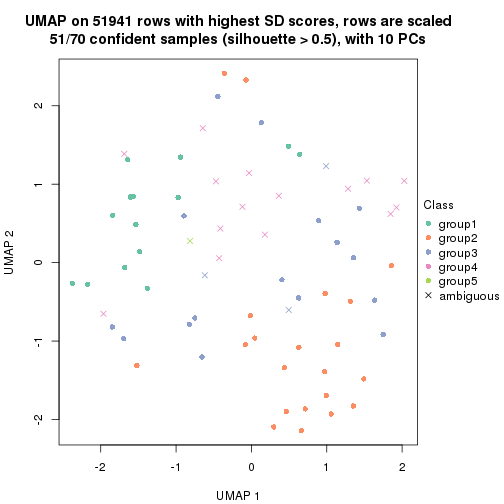 UMAP on 51941 rows with highest SD scores, rows are scaled
51/70 confident samples (silhouette > 0.5), with 10 PCs
UMAP 2
2
1
0
-1
-2
-2
-1
0
1
2
UMAP 1
Class
group1
group2
group3
group4
group5
ambiguous